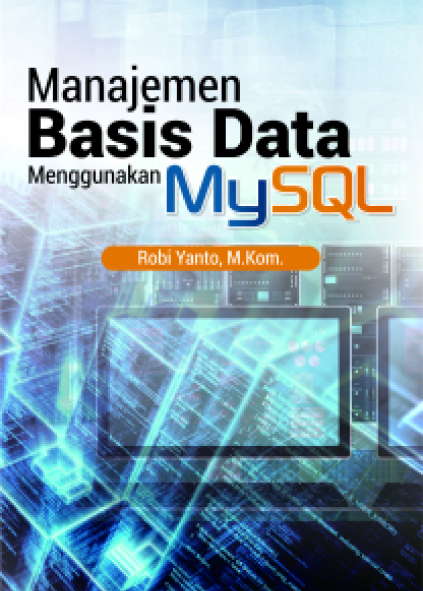 Manajemen
Basis Data
Menggunakan MySQL
Robi Yanto, M.Kom.